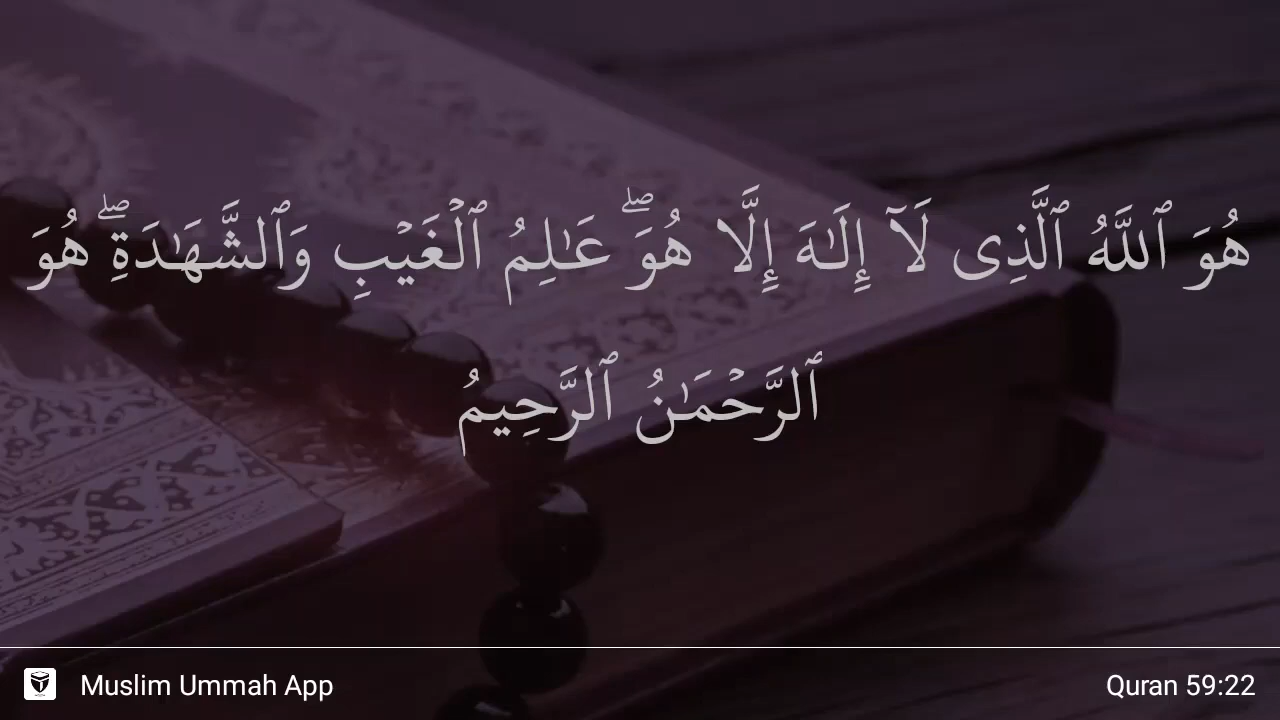 هُوَ ٱللَّهُ ٱلَّذِى لَآ إِلَـٰهَ إِلَّا هُوَ ۖ عَـٰلِمُ ٱلْغَيْبِ وَٱلشَّهَـٰدَةِ ۖ هُوَ
ٱلرَّحْمَـٰنُ ٱلرَّحِيمُ
Muslim Ummah App
Quran 59:22